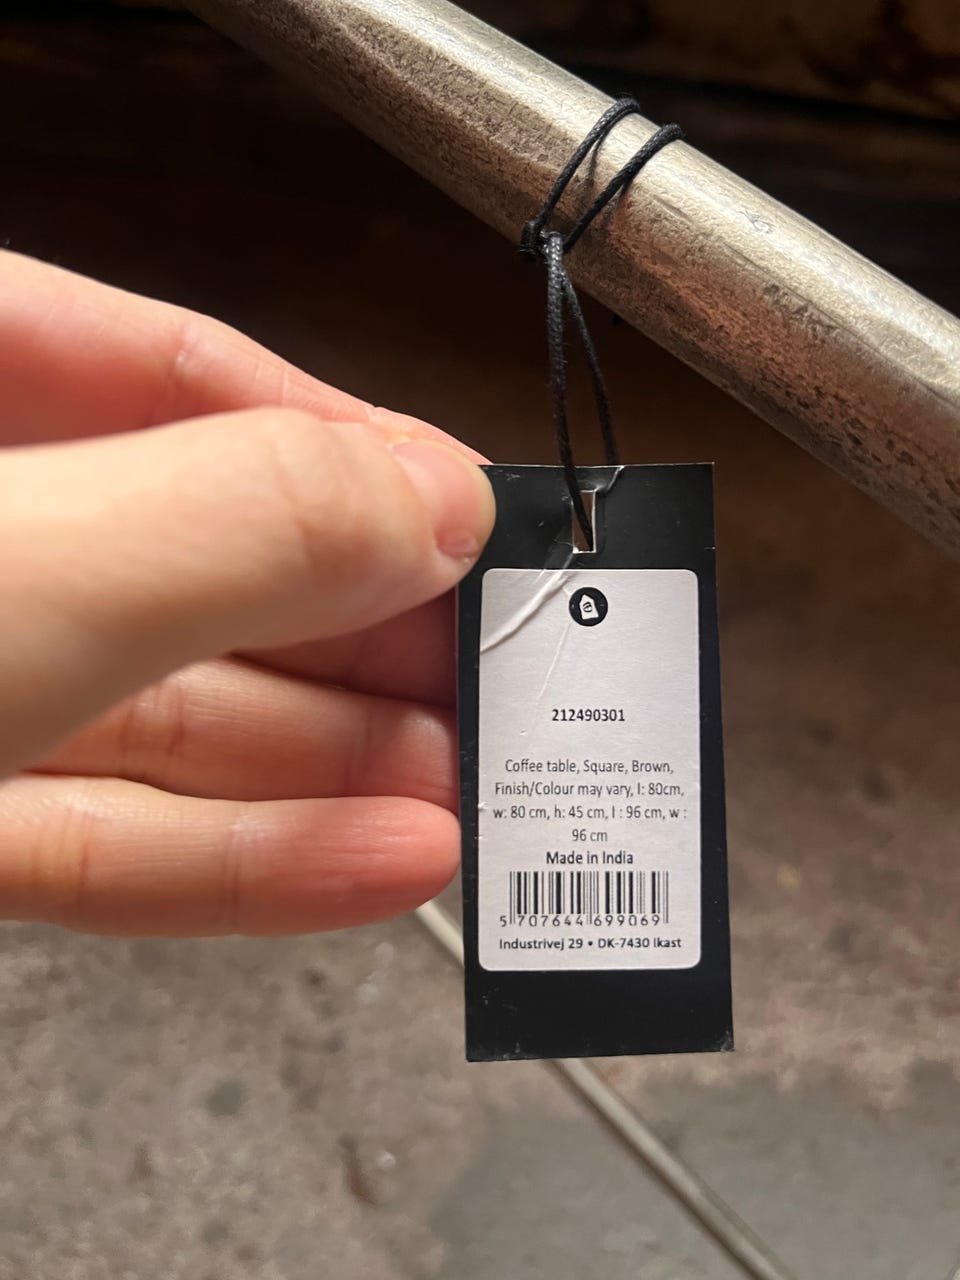 212490301
Coffee table, Square, Brown,
Finish/Colour may vary, l: 80cm,
w: 80 cm, h: 45 cm, l : 96 cm, w :
96 cm
Made in India
5 707644 699069
Industrivej 29 • DK-7430 Ikast